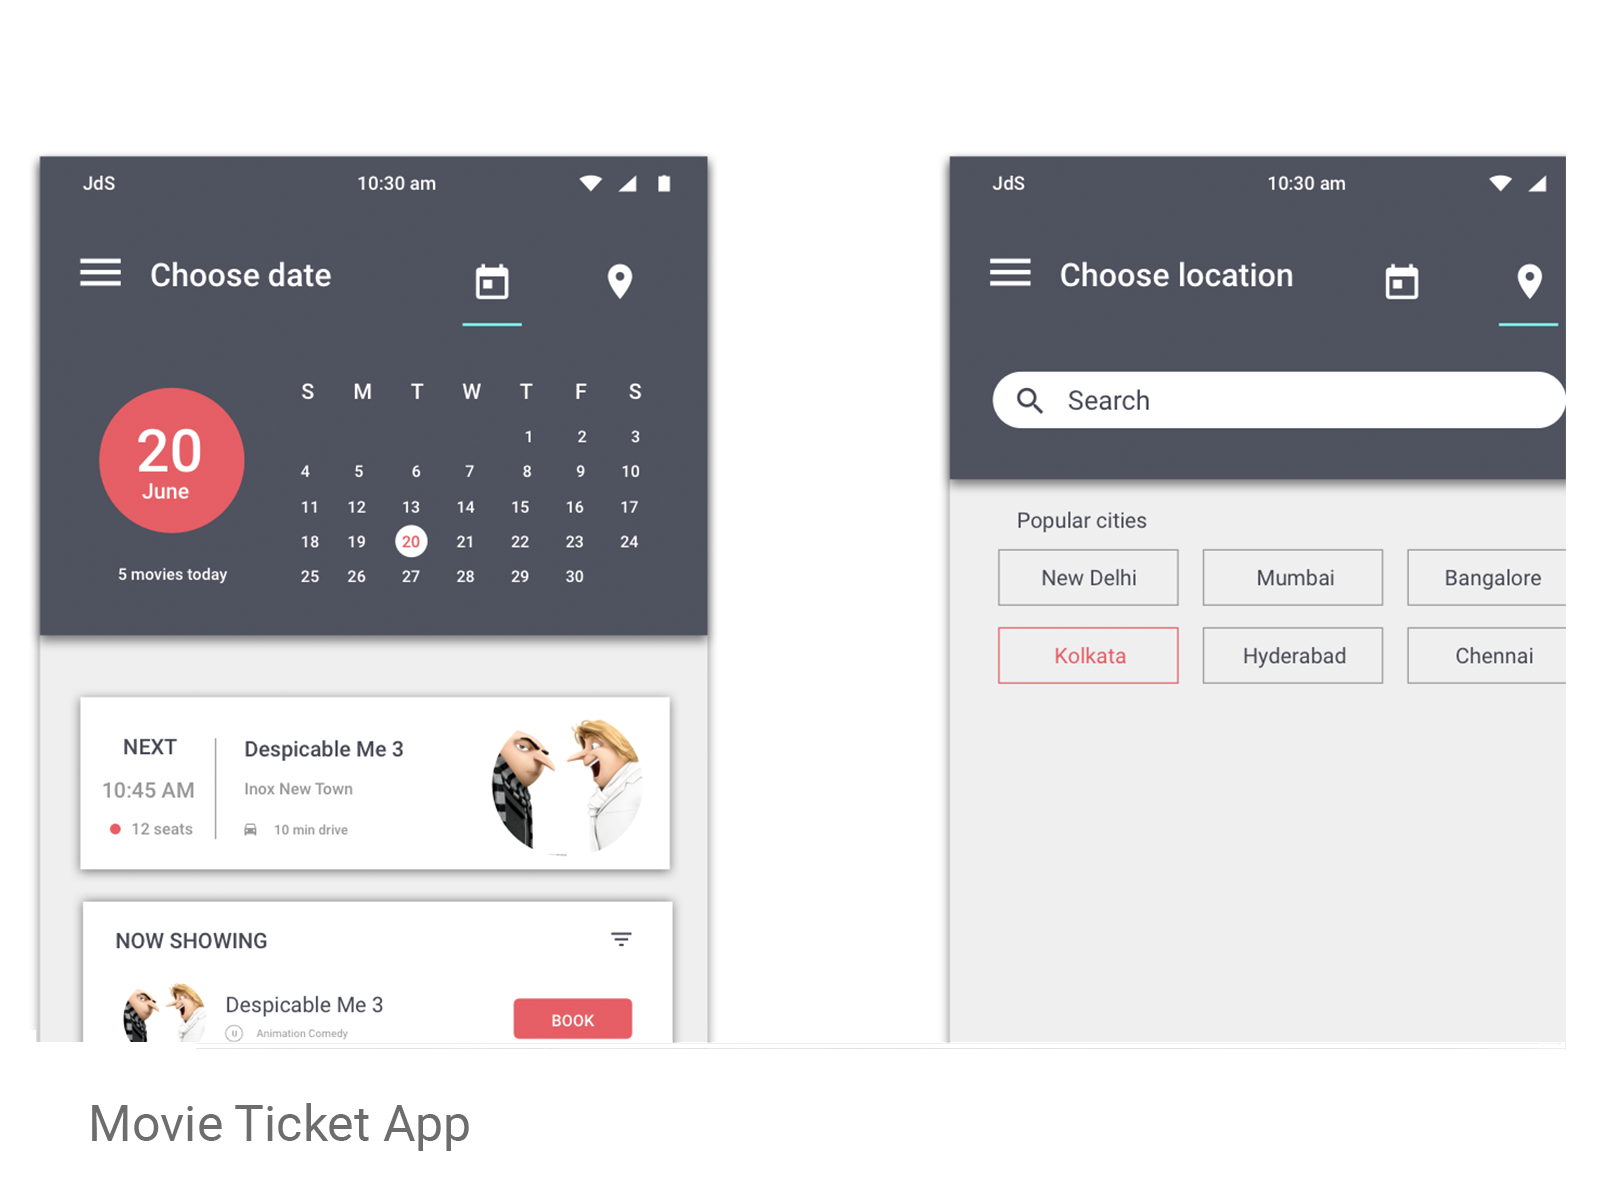 JdS 10:30 am
Choose date
S M T W T F S
1 2 3
4 5 6 7 8 9 10
11 12 13 14 15 16 17
18 19 20 21 22 23 24
25 26 27 28 29 30
20
June
5 movies today
NEXT
10:45 AM
12 seats
Despicable Me 3
Inox New Town
10 min drive
NOW SHOWING
Despicable Me 3
U Animation Comedy
BOOK
JdS 10:30 am
Choose location
Search
Popular cities
New Delhi Mumbai Bangalore
Kolkata Hyderabad Chennai
Movie Ticket App